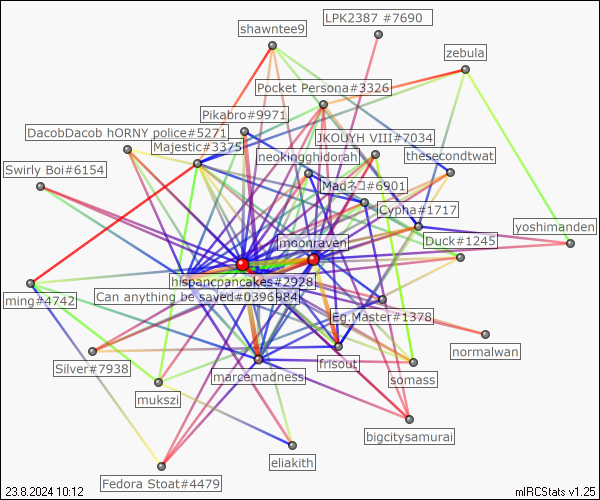 LPK2387 #7690
shawntee9
zebula
Pocket Persona#3326
Pikabro#9971
DacobDacob hORNY police#5271
JKOUYH VIII#7034
Majestic#3375
neokingghidorah
thesecondtwat
Swirly Boi#6154
Madネコ#6901
Cypha#1717
yoshimanden
moonraven
Duck#1245
hispancpancakes#2928
Can anything be saved#0396
984
ming#4742
Eg.Master#1378
normalwan
frisout
Silver#7938
marcemadness
somass
mukszi
bigcitysamurai
eliakith
Fedora Stoat#4479
23.8.2024 10:12
mIRCStats v1.25